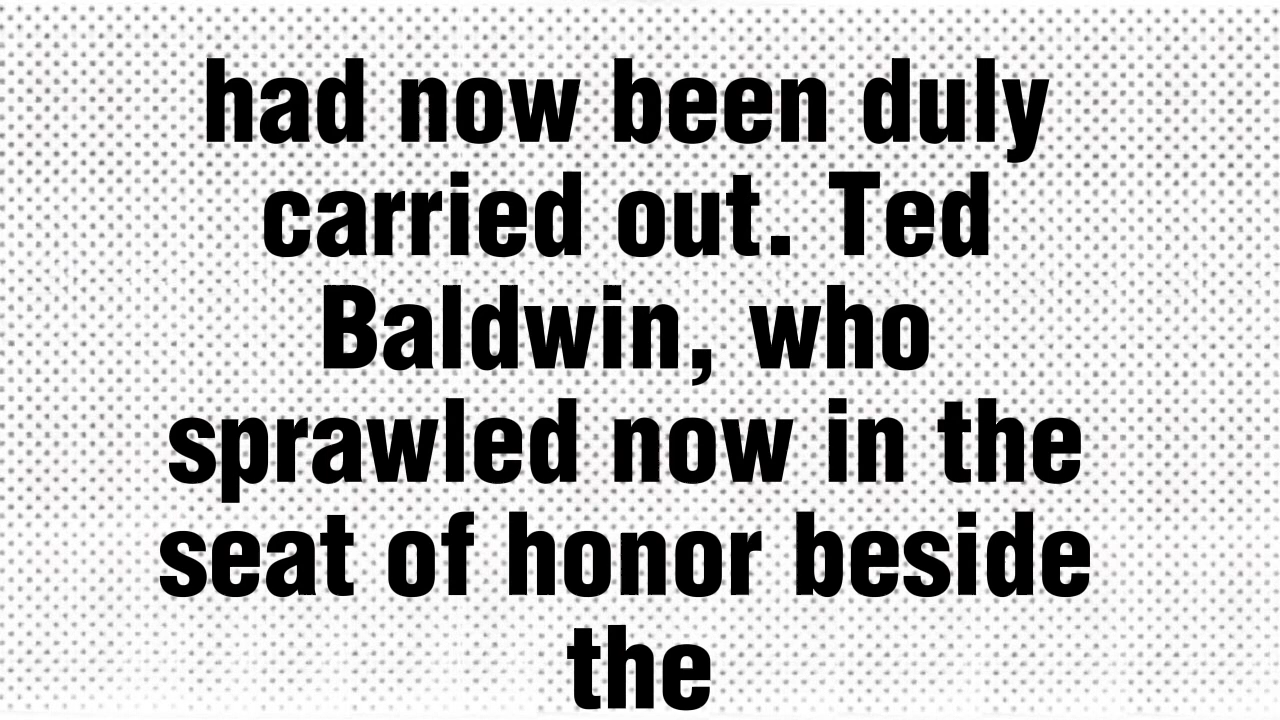 had now been duly
carried out. Ted
Baldwin, who
sprawled now in the
seat of honor beside
the